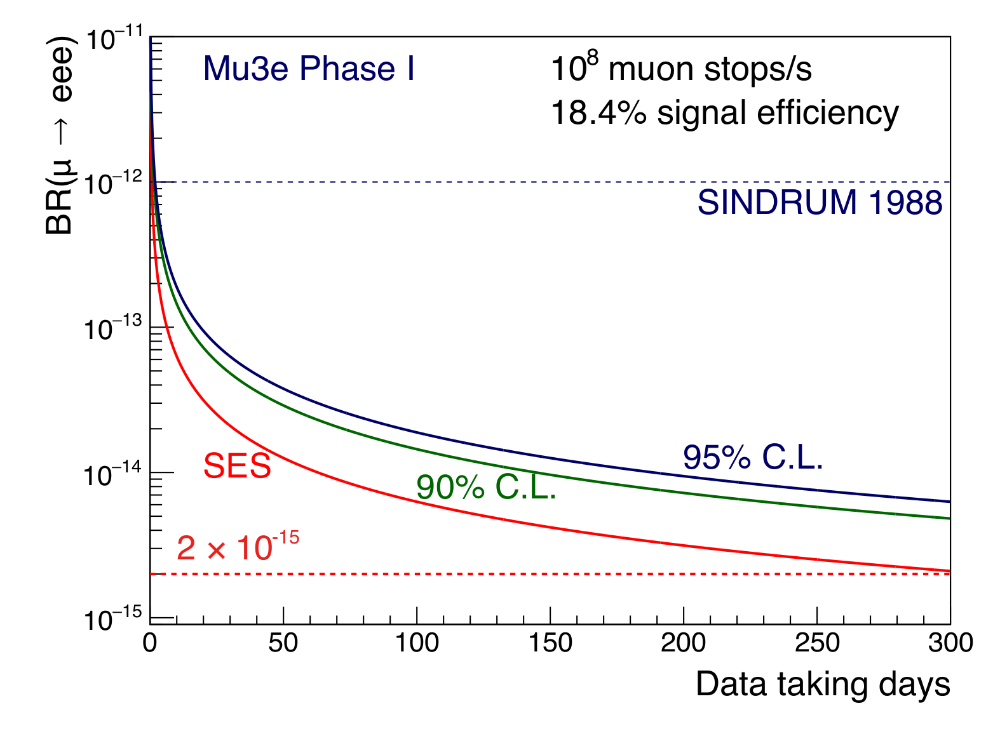 BR(μ → eee)
10⁻¹¹
10⁻¹²
10⁻¹³
10⁻¹⁴
10⁻¹⁵
Mu3e Phase I
10⁸ muon stops/s
18.4% signal efficiency
SINDRUM 1988
95% C.L.
SES
90% C.L.
2 × 10⁻¹⁵
0 50 100 150 200 250 300
Data taking days